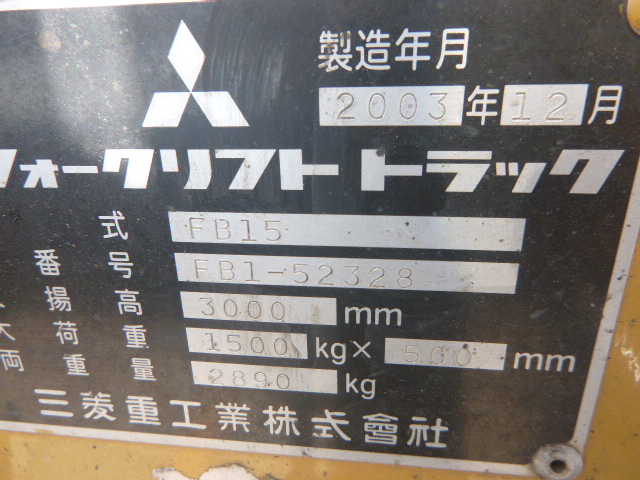 製造年月
2003年12月
フォークリフトトラック
式 FB15
番号 FB1-52328
揚高 3000 mm
荷重 1500 kg× 500 mm
両重量 2890 kg
三菱重工業株式會社